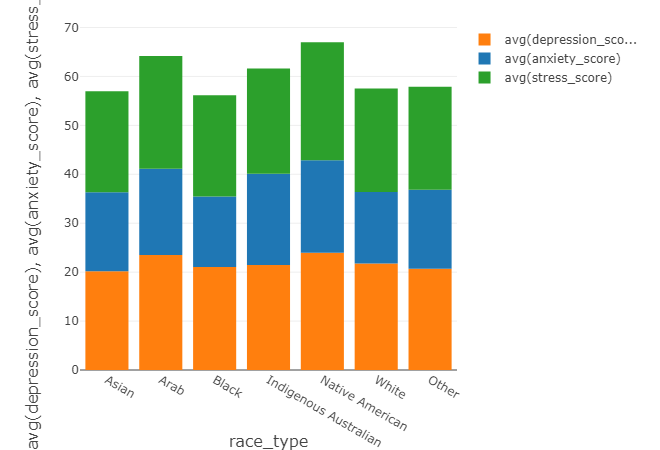 avg(depression_score), avg(anxiety_score), avg(stress_
70
60
50
40
30
20
10
0
Asian
Arab
Black
Indigenous Australian
Native American
White
Other
race_type
avg(depression_sco...
avg(anxiety_score)
avg(stress_score)